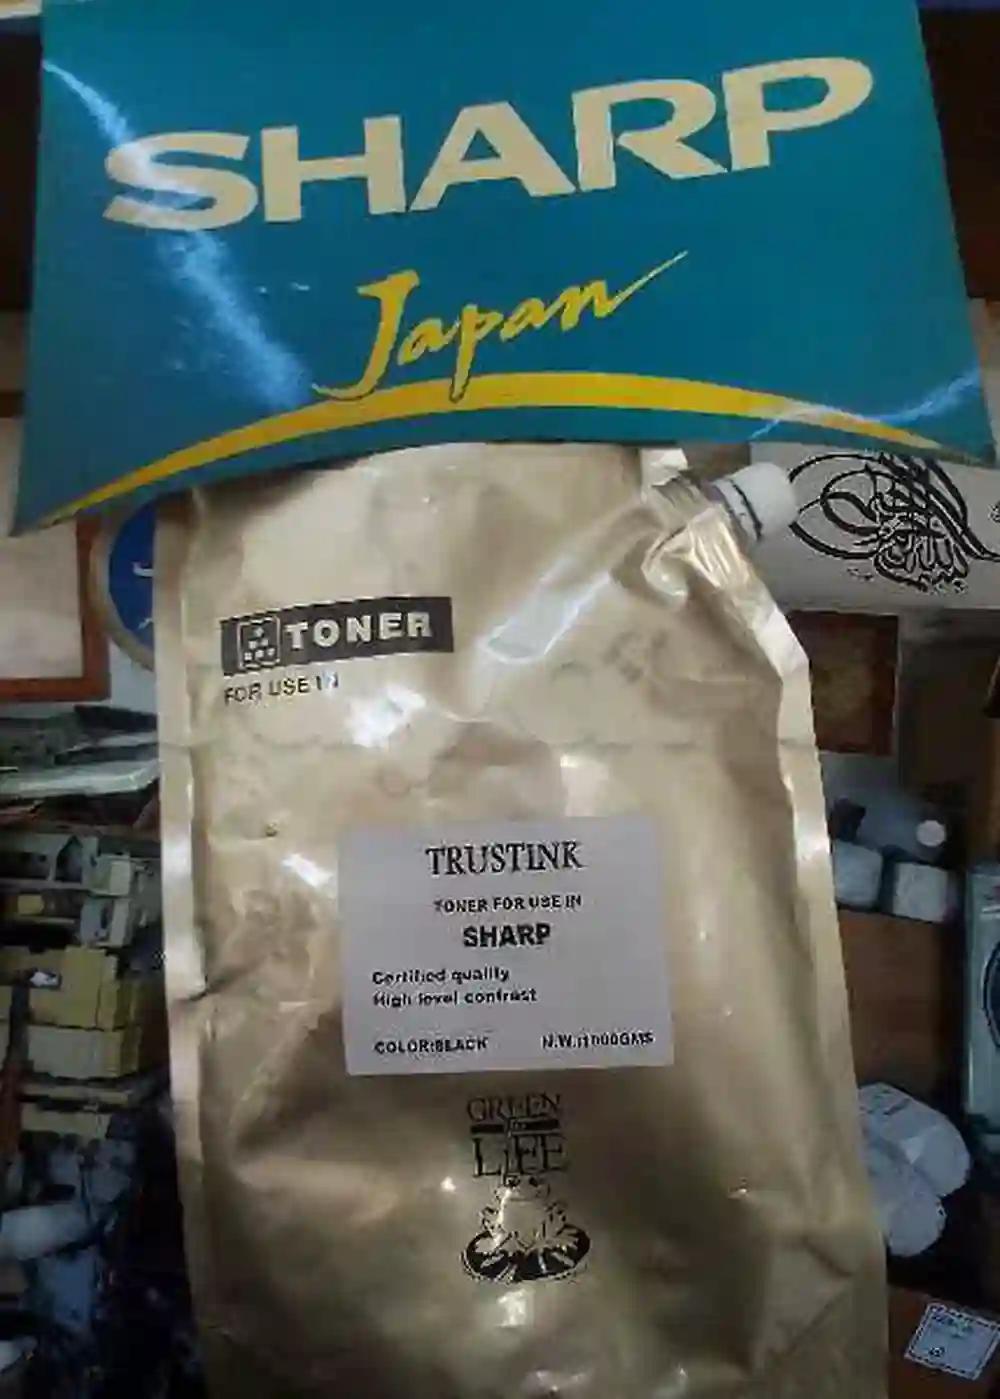 SHARP
Japan
TONER
FOR USE IN
TRUSTINK
TONER FOR USE IN
SHARP
Certified quality
High level contrast
COLOR:BLACK N.W.:1000GMS
GREEN
LIFE